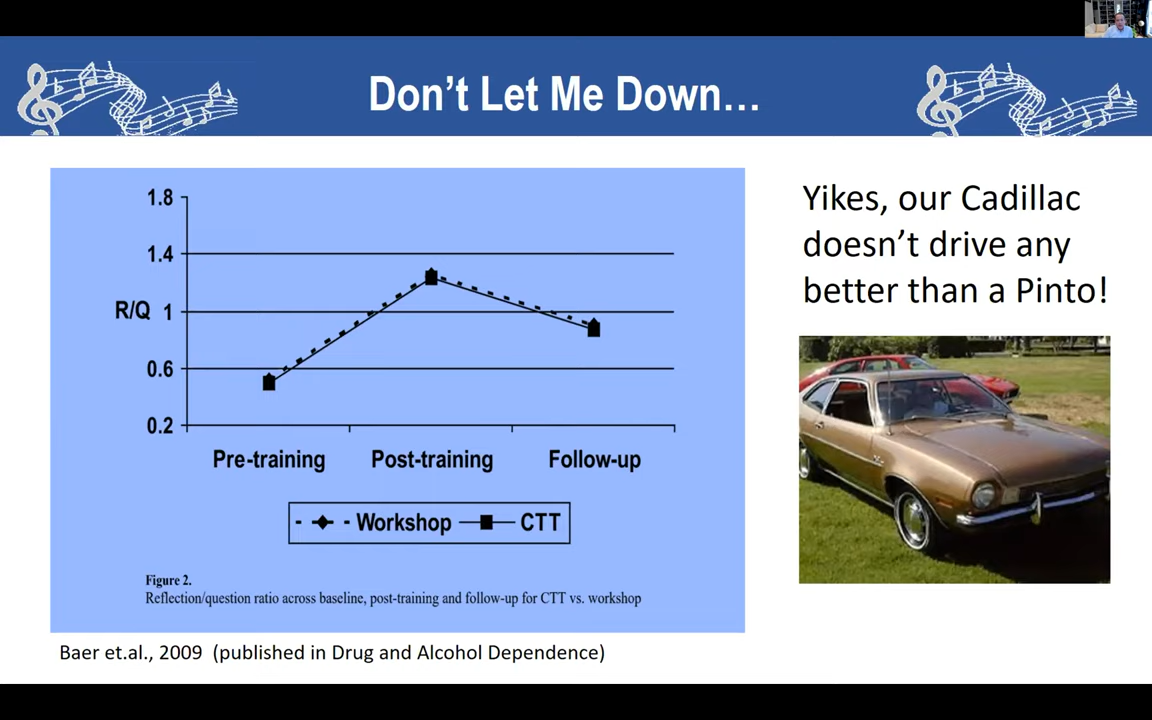 Don't Let Me Down...
1.8
1.4
R/Q 1
0.6
0.2
Pre-training Post-training Follow-up
Workshop CTT
Figure 2.
Reflection/question ratio across baseline, post-training and follow-up for CTT vs. workshop
Yikes, our Cadillac
doesn't drive any
better than a Pinto!
Baer et.al., 2009 (published in Drug and Alcohol Dependence)